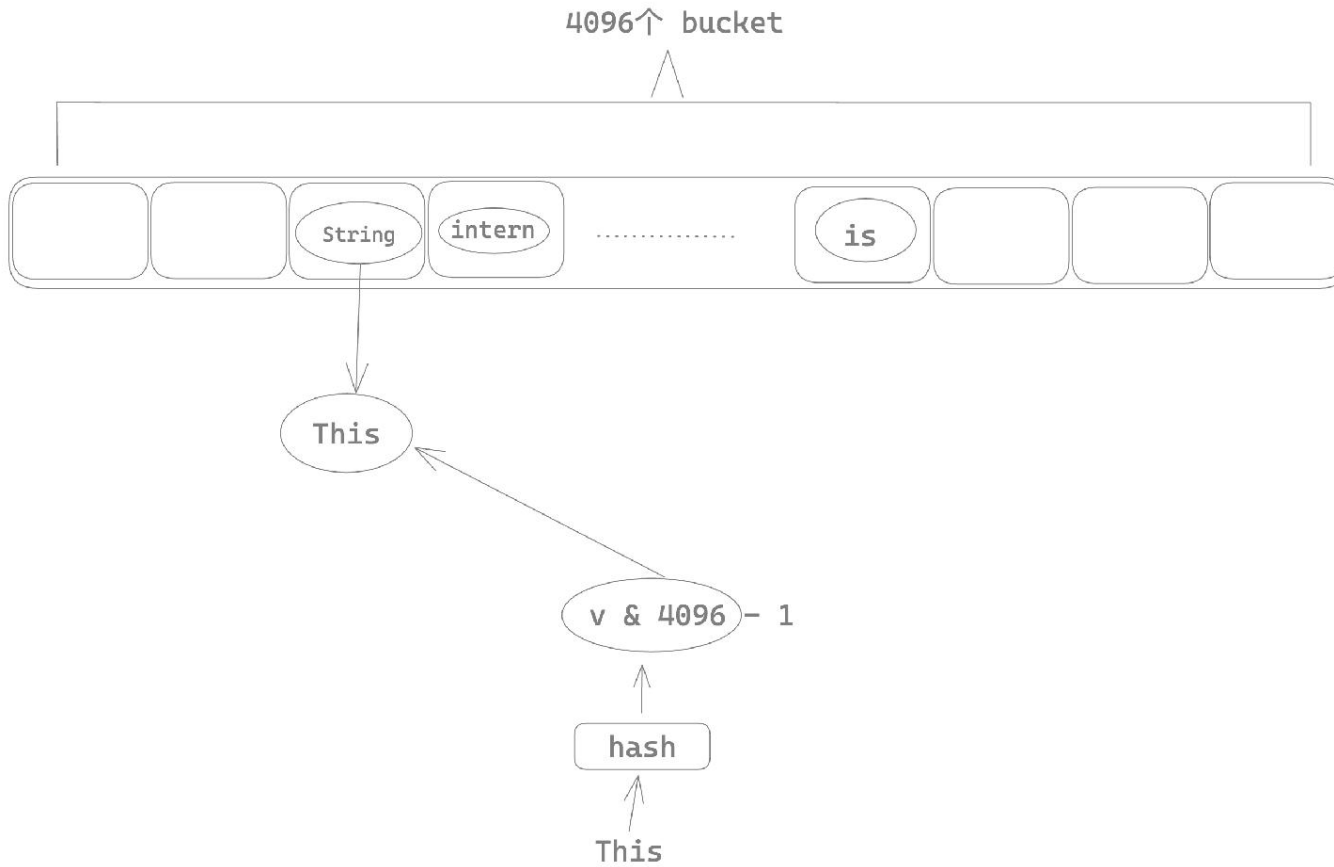 4096个 bucket
String
intern
is
This
v & 4096 - 1
hash
This